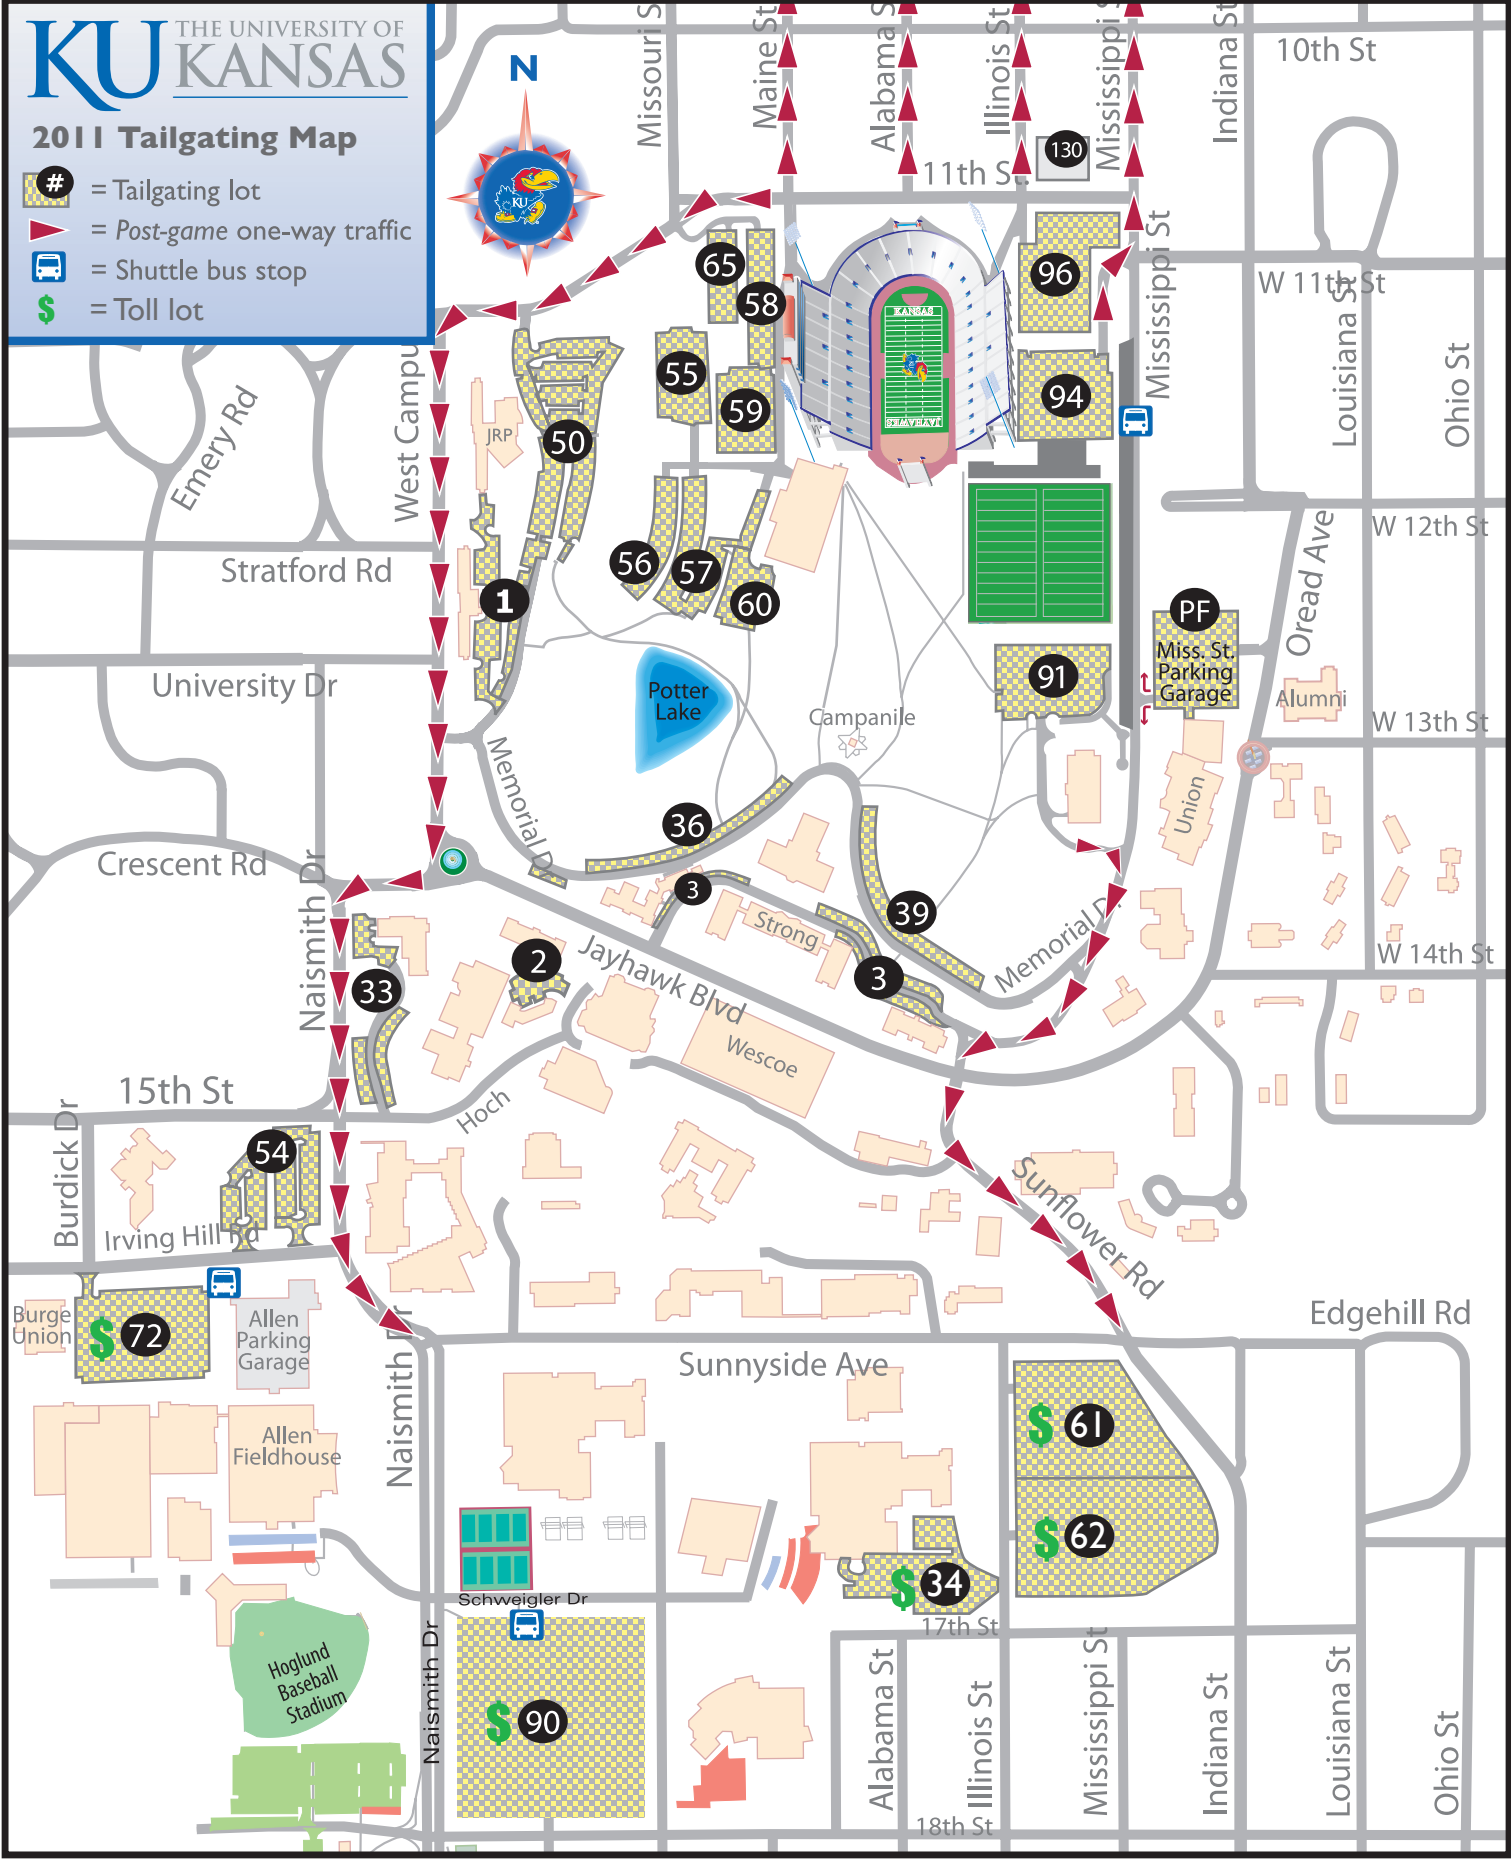 KU THE UNIVERSITY OF
KANSAS
2011 Tailgating Map
# = Tailgating lot
= Post-game one-way traffic
= Shuttle bus stop
$ = Toll lot
N
KU
Missouri S
Maine St
Alabama S
Illinois St
Mississippi S
Indiana St
10th St
130
11th St.
65
58
96
Mississippi St
W 11th St
Louisiana St
Ohio St
55
59
KANSAS
JAYHAWKS
94
Emery Rd
West Campu
JRP
50
W 12th St
Oread Ave
Stratford Rd
1
56
57
60
PF
Miss. St.
Parking
Garage
91
University Dr
Potter
Lake
Campanile
Alumni
W 13th St
Memorial Dr
36
Union
Crescent Rd
Naismith Dr
3
39
Strong
2
Jayhawk Blvd
3
Memorial Dr
W 14th St
33
Wescoe
15th St
Hoch
Burdick Dr
54
Irving Hill Rd
Sunflower Rd
Burge
Union
$ 72
Allen
Parking
Garage
Naismith Dr
Edgehill Rd
Sunnyside Ave
$ 61
Allen
Fieldhouse
$ 62
$ 34
Schweigler Dr
17th St
Hoglund
Baseball
Stadium
Naismith Dr
$ 90
Alabama St
Illinois St
Mississippi St
Indiana St
Louisiana St
Ohio St
18th St